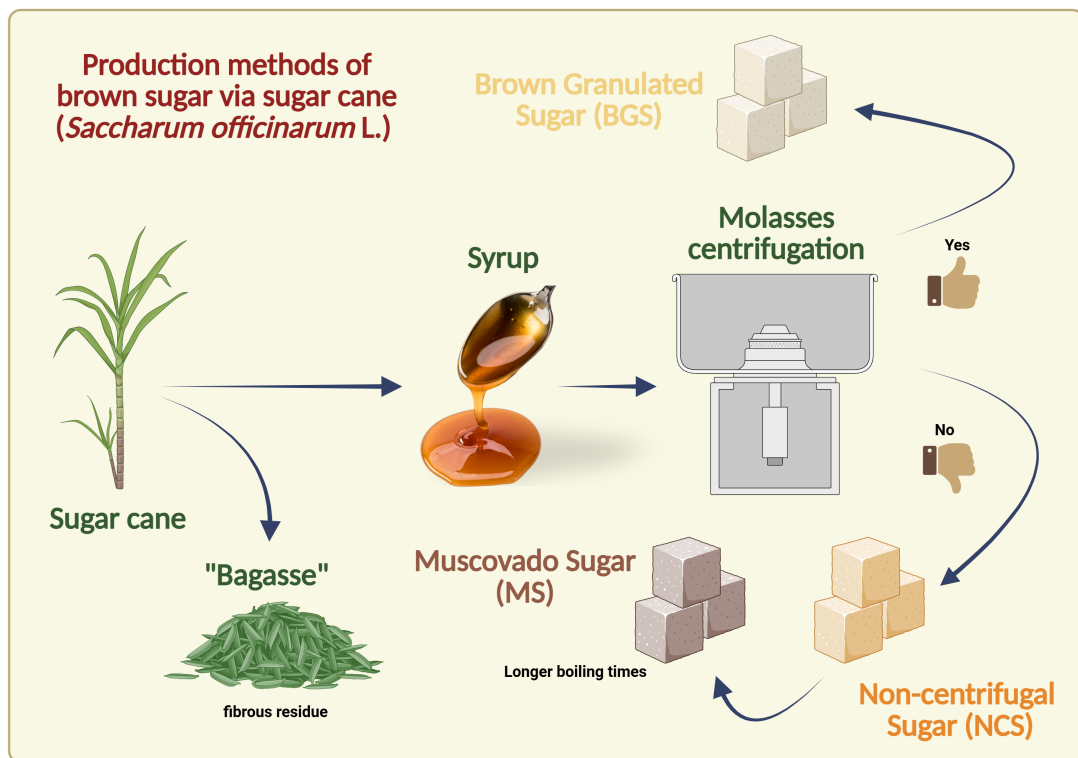 Production methods of
brown sugar via sugar cane
(Saccharum officinarum L.)
Brown Granulated
Sugar (BGS)
Molasses
centrifugation
Yes
Syrup
No
Sugar cane
"Bagasse"
fibrous residue
Muscovado Sugar
(MS)
Longer boiling times
Non-centrifugal
Sugar (NCS)